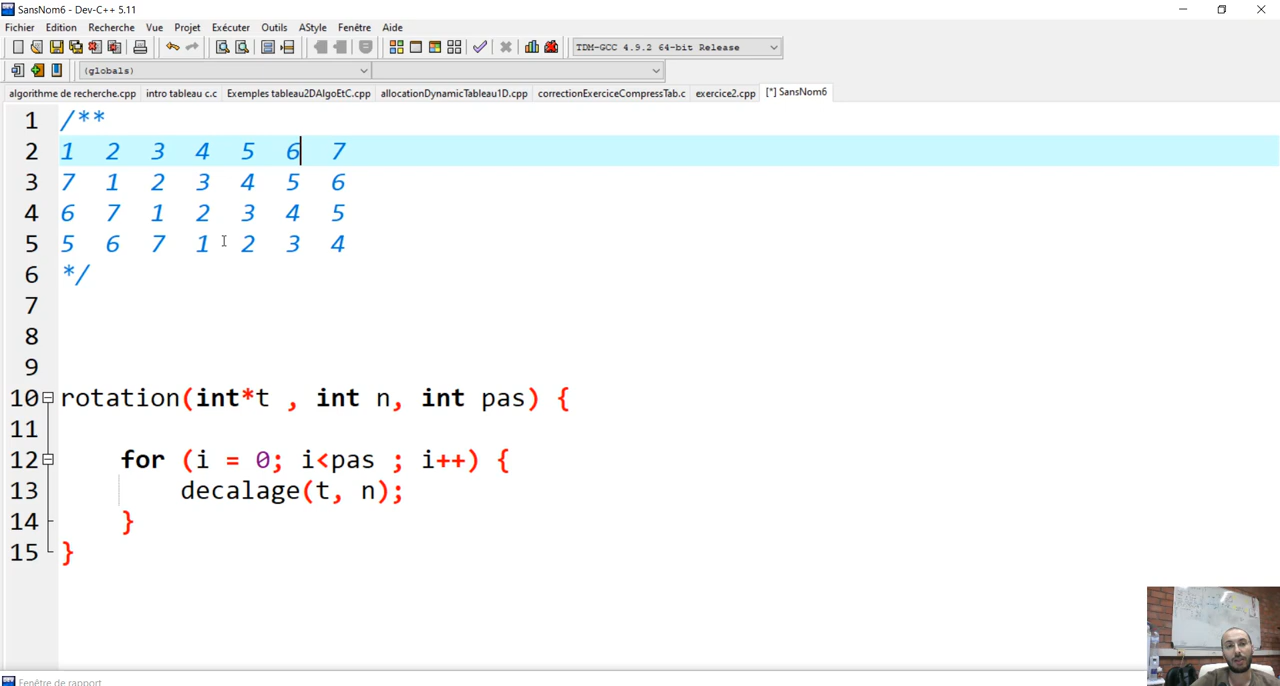 SansNom6 - Dev-C++ 5.11
Fichier Edition Recherche Vue Projet Exécuter Outils AStyle Fenêtre Aide
TDM-GCC 4.9.2 64-bit Release
(globals)
algorithme de recherche.cpp intro tableau c.c Exemples tableau2DAlgoEtC.cpp allocationDynamicTableau1D.cpp correctionExerciceCompressTab.c exercice2.cpp [*] SansNom6
1 /**
2 1 2 3 4 5 6 7
3 7 1 2 3 4 5 6
4 6 7 1 2 3 4 5
5 5 6 7 1 2 3 4
6 */
7
8
9
10 rotation(int*t , int n, int pas) {
11
12 for (i = 0; i<pas ; i++) {
13 decalage(t, n);
14 }
15 }
Fenêtre de rapport